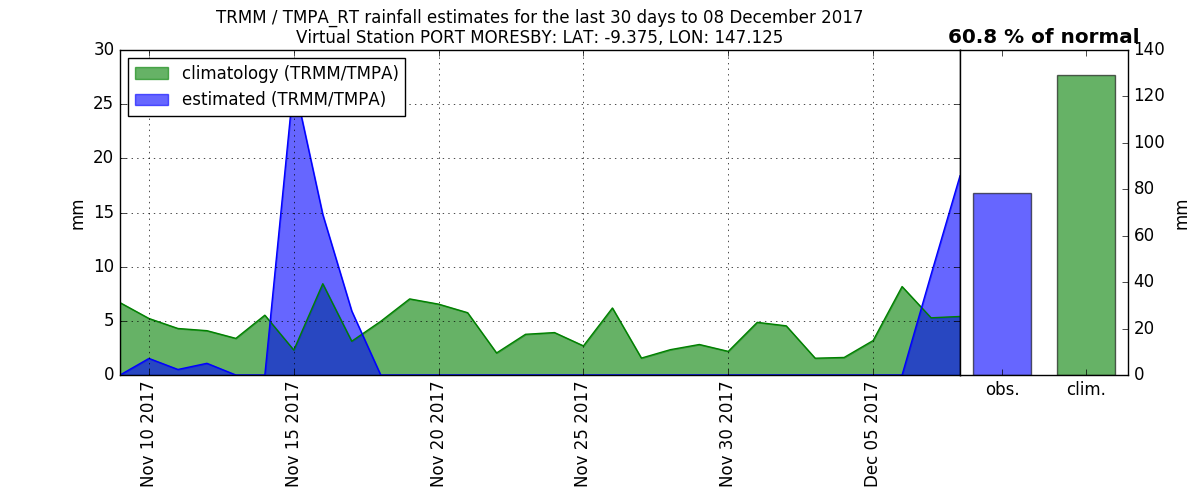 TRMM / TMPA_RT rainfall estimates for the last 30 days to 08 December 2017
Virtual Station PORT MORESBY: LAT: -9.375, LON: 147.125
60.8 % of normal
climatology (TRMM/TMPA)
estimated (TRMM/TMPA)
30
25
20
15
10
5
0
mm
Nov 10 2017
Nov 15 2017
Nov 20 2017
Nov 25 2017
Nov 30 2017
Dec 05 2017
140
120
100
80
60
40
20
0
mm
obs.
clim.